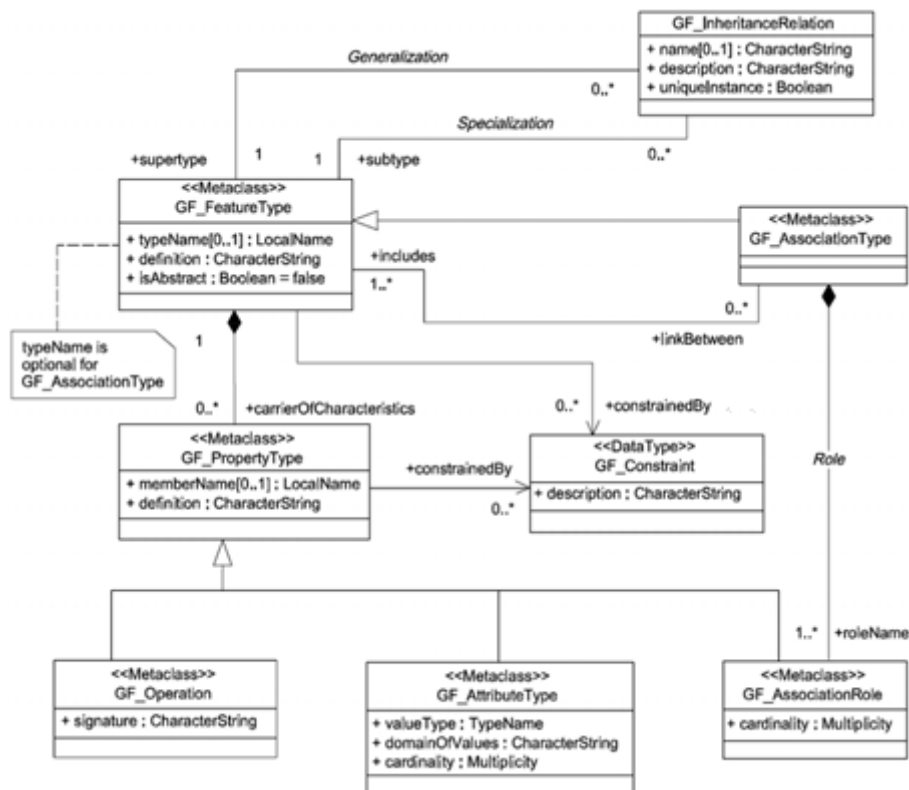 GF_InheritanceRelation
+ name[0..1] : CharacterString
+ description : CharacterString
+ uniqueInstance : Boolean
Generalization
0..*
Specialization
0..*
+supertype
1
1
+subtype
<<Metaclass>>
GF_FeatureType
+ typeName[0..1] : LocalName
+ definition : CharacterString
+ isAbstract : Boolean = false
<<Metaclass>>
GF_AssociationType
+includes
1..*
0..*
+linkBetween
typeName is
optional for
GF_AssociationType
1
0..*
+carrierOfCharacteristics
0..*
+constrainedBy
<<Metaclass>>
GF_PropertyType
+ memberName[0..1] : LocalName
+ definition : CharacterString
+constrainedBy
0..*
<<DataType>>
GF_Constraint
+ description : CharacterString
Role
1..*
+roleName
<<Metaclass>>
GF_Operation
+ signature : CharacterString
<<Metaclass>>
GF_AttributeType
+ valueType : TypeName
+ domainOfValues : CharacterString
+ cardinality : Multiplicity
<<Metaclass>>
GF_AssociationRole
+ cardinality : Multiplicity